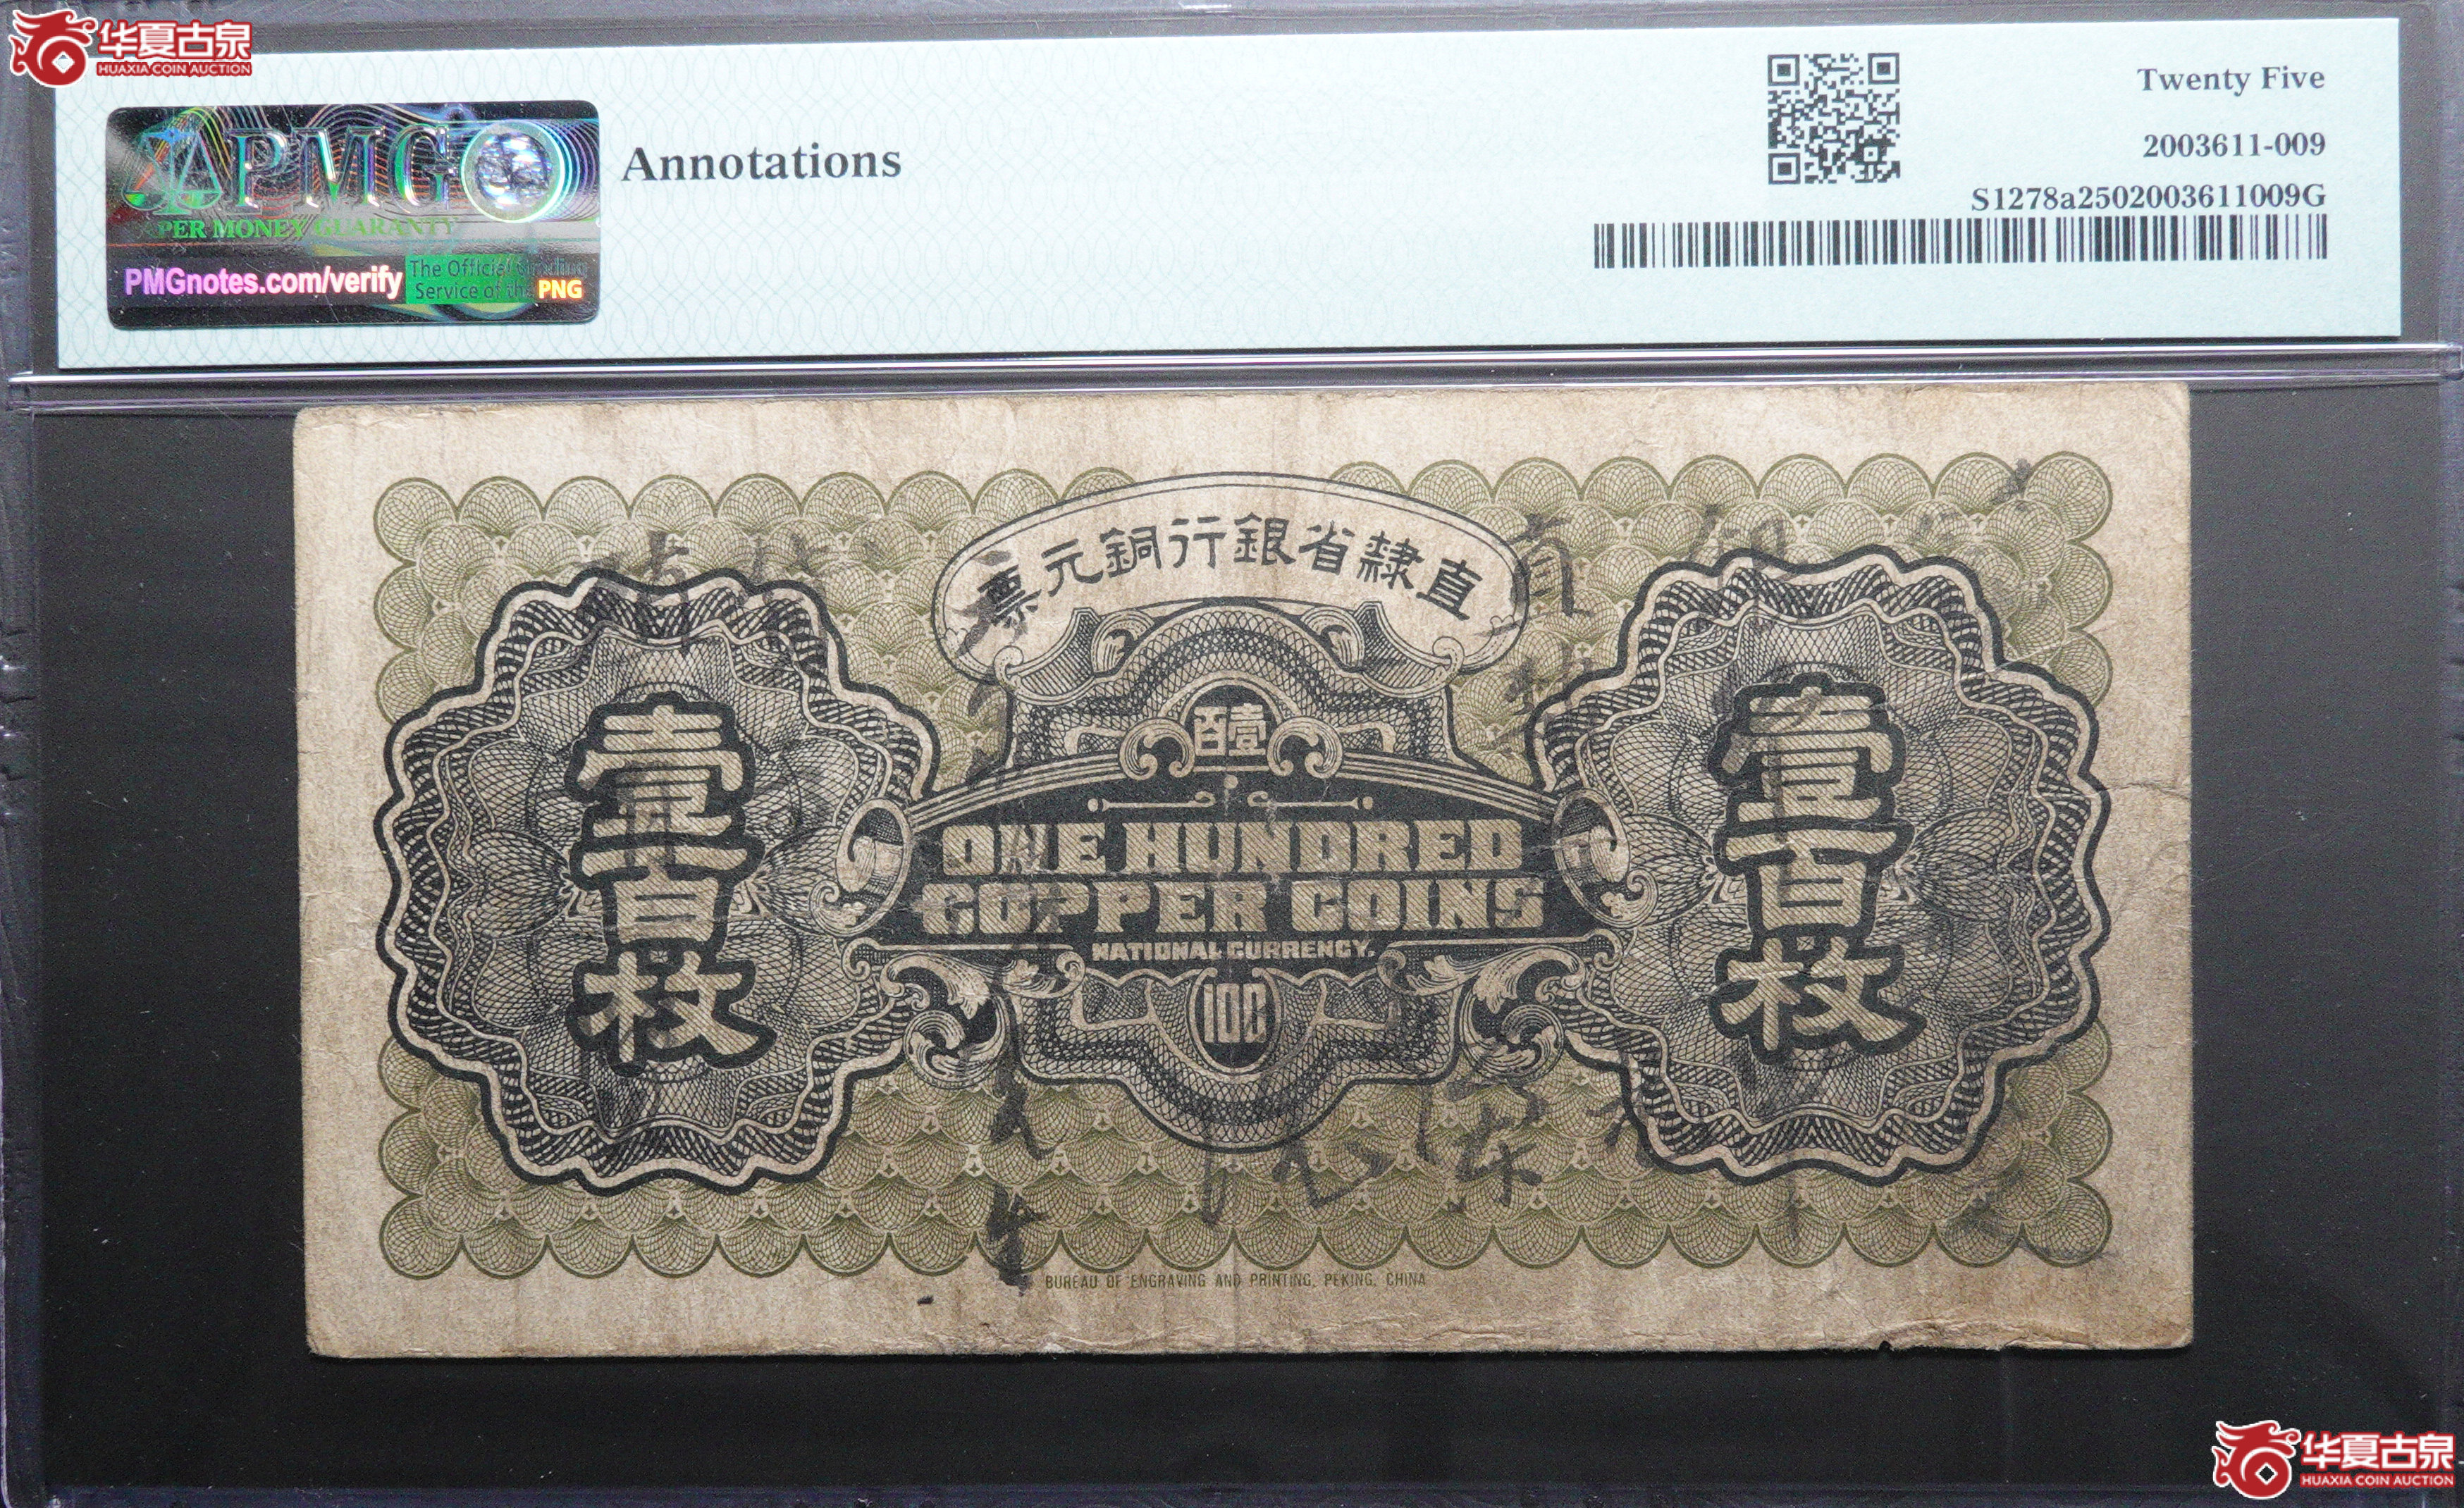 华夏古泉
HUAXIA COIN AUCTION
PMG
PAPER MONEY GUARANTY
PMGnotes.com/verify
The Official Grading
Service of the PNG
Annotations
Twenty Five
2003611-009
S1278a2502003611009G
票元銅行銀省隸直
百壹
壹百枚
ONE HUNDRED
COPPER COINS
NATIONAL CURRENCY.
100
壹百枚
BUREAU OF ENGRAVING AND PRINTING, PEKING, CHINA
华夏古泉
HUAXIA COIN AUCTION